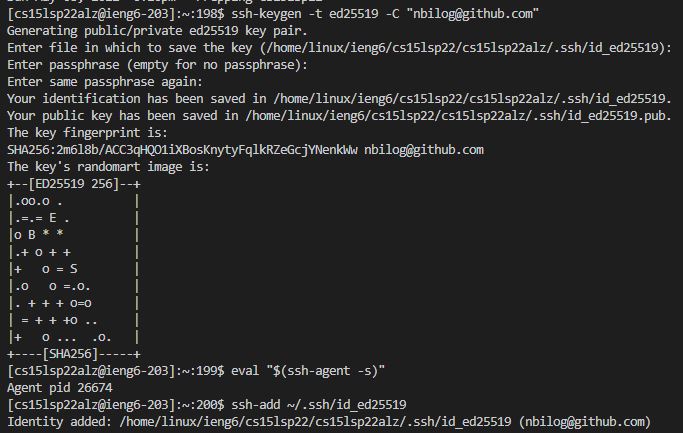 [cs15lsp22alz@ieng6-203]:~:198$ ssh-keygen -t ed25519 -C "nbilog@github.com"
Generating public/private ed25519 key pair.
Enter file in which to save the key (/home/linux/ieng6/cs15lsp22/cs15lsp22alz/.ssh/id_ed25519):
Enter passphrase (empty for no passphrase):
Enter same passphrase again:
Your identification has been saved in /home/linux/ieng6/cs15lsp22/cs15lsp22alz/.ssh/id_ed25519.
Your public key has been saved in /home/linux/ieng6/cs15lsp22/cs15lsp22alz/.ssh/id_ed25519.pub.
The key fingerprint is:
SHA256:2m6l8b/ACC3qHQO1iXBosKnytyFqlkRZeGcjYNenkWw nbilog@github.com
The key's randomart image is:
+--[ED25519 256]--+
|.oo.o .          |
|.=.= E .         |
|o B * *          |
|.+ o + +         |
|+   o = S        |
|.o   o =.o.      |
|. + + + o=o      |
| = + + +o ..     |
|+   o ...  .o.   |
+----[SHA256]-----+
[cs15lsp22alz@ieng6-203]:~:199$ eval "$(ssh-agent -s)"
Agent pid 26674
[cs15lsp22alz@ieng6-203]:~:200$ ssh-add ~/.ssh/id_ed25519
Identity added: /home/linux/ieng6/cs15lsp22/cs15lsp22alz/.ssh/id_ed25519 (nbilog@github.com)